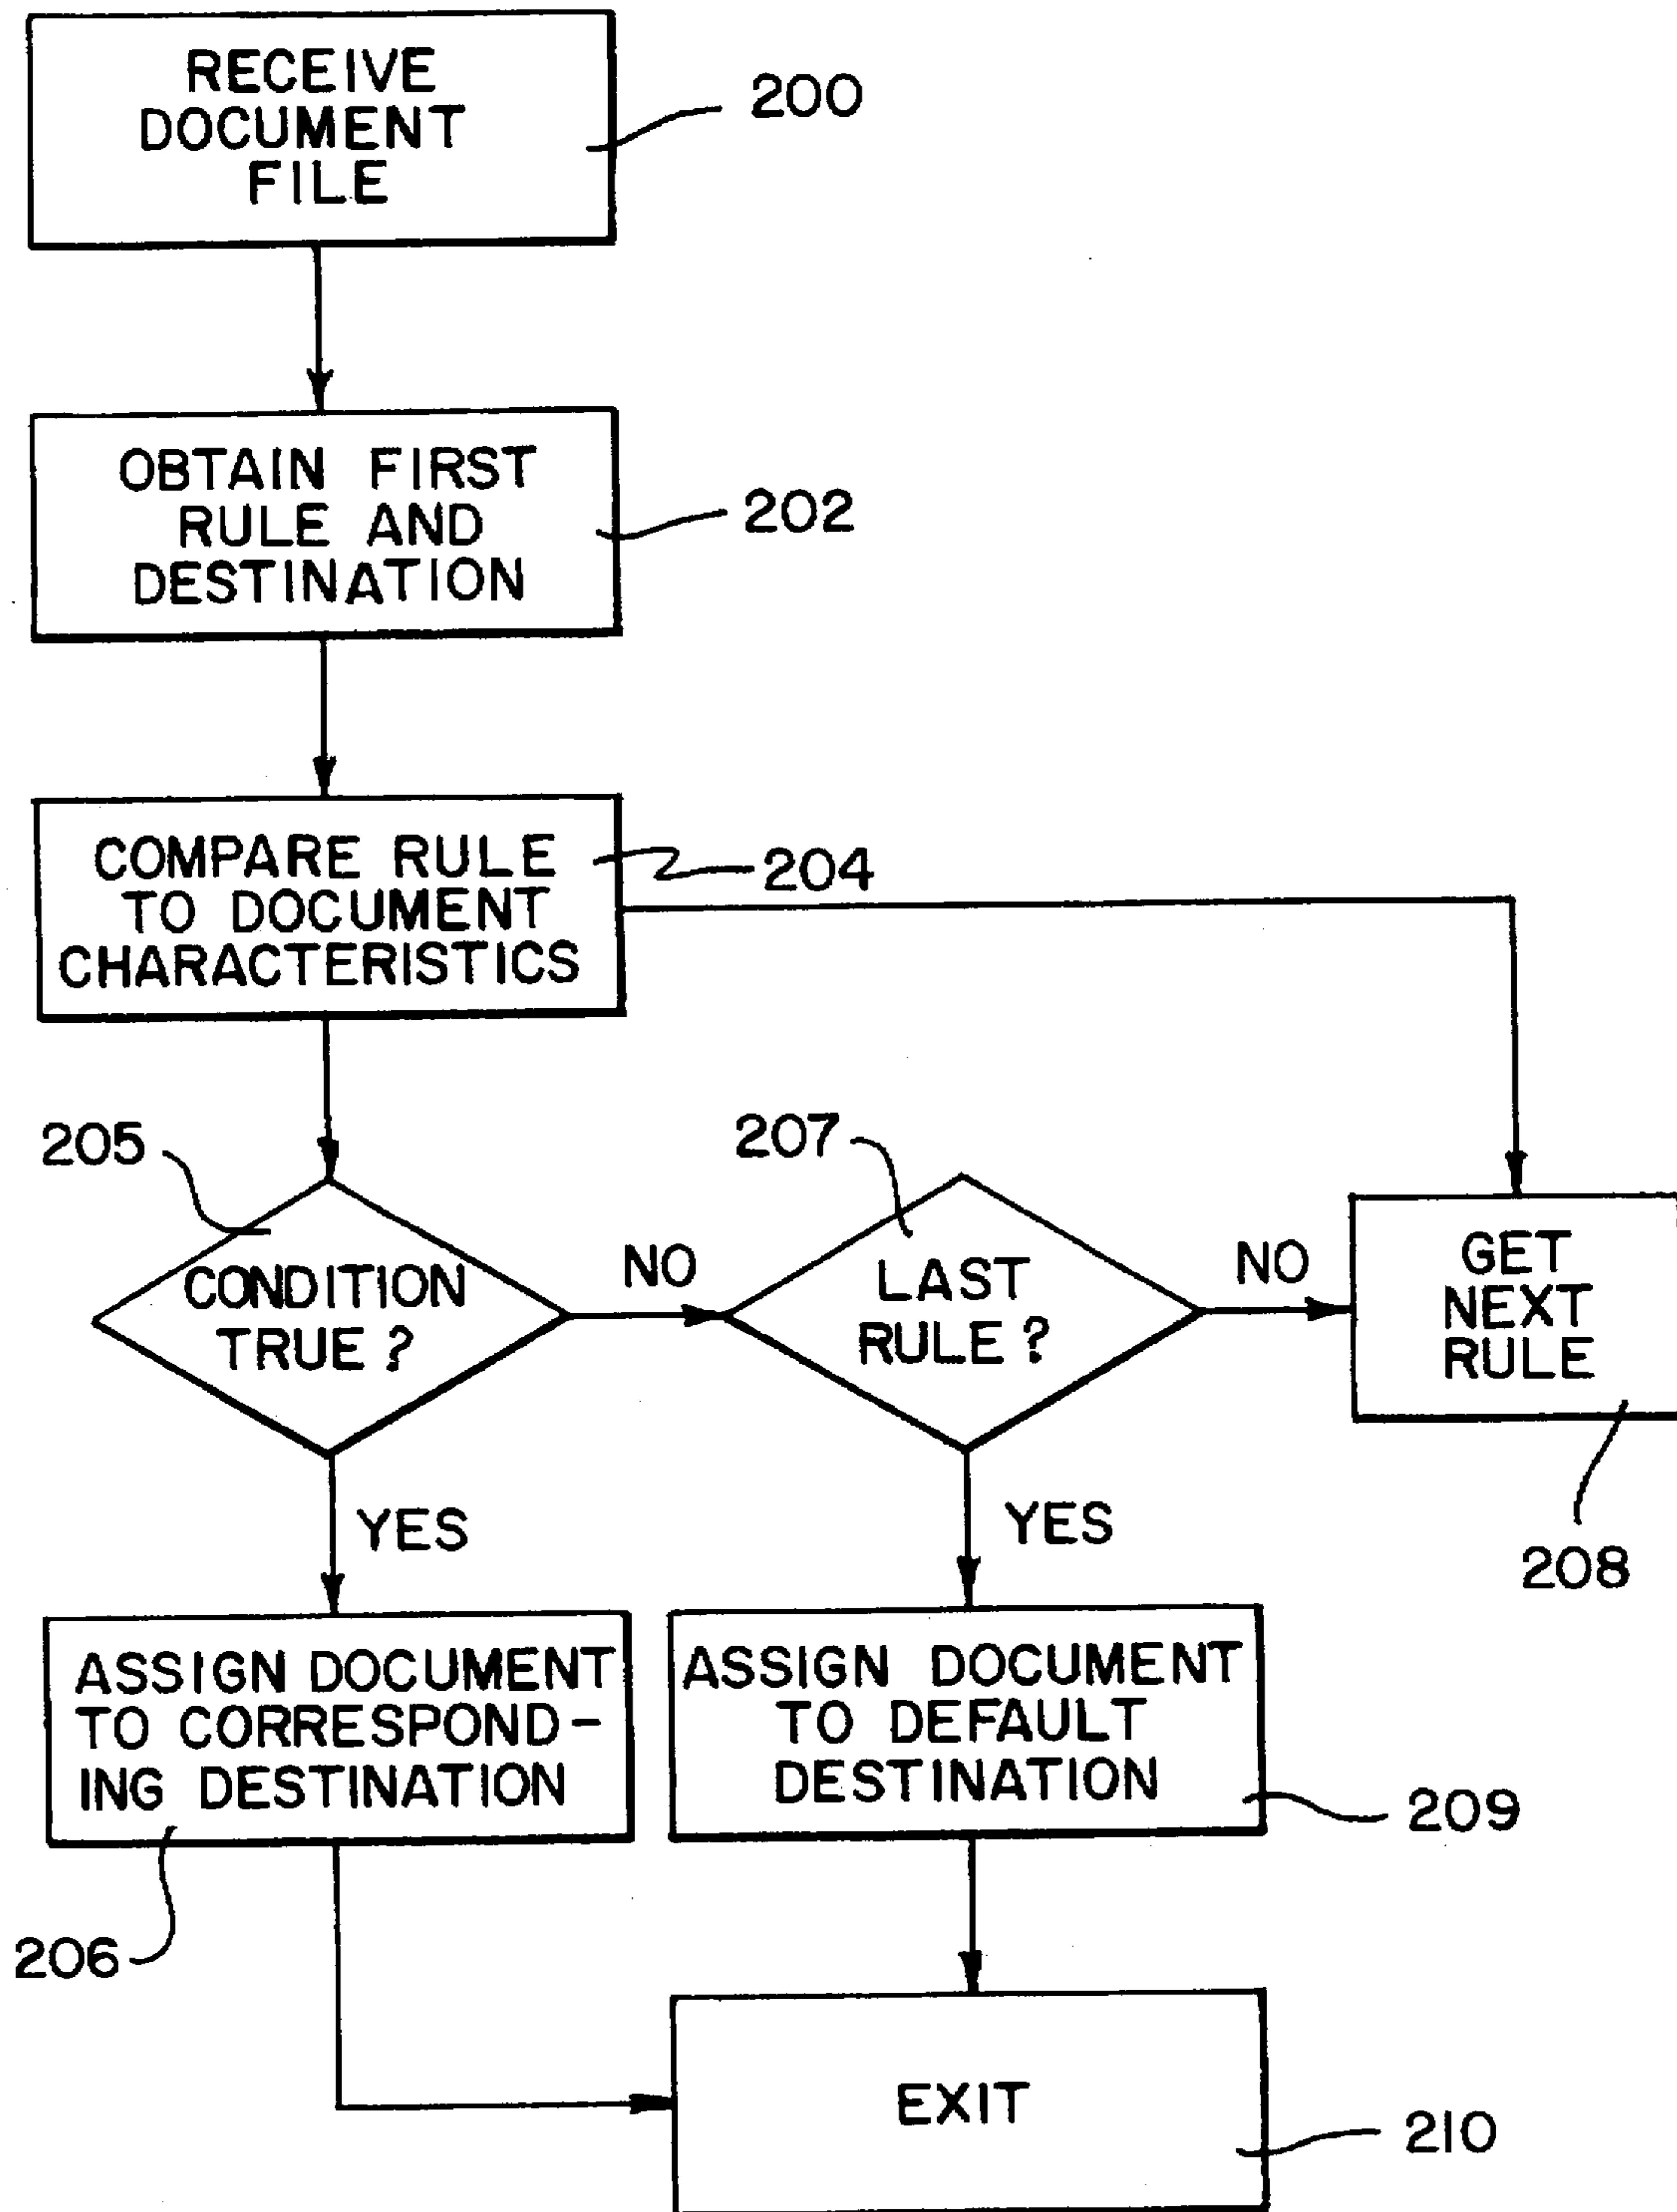 RECEIVE
DOCUMENT
FILE
200
OBTAIN FIRST
RULE AND
DESTINATION
202
COMPARE RULE
TO DOCUMENT
CHARACTERISTICS
204
205
CONDITION
TRUE?
NO
207
LAST
RULE?
NO
GET
NEXT
RULE
208
YES
YES
ASSIGN DOCUMENT
TO CORRESPOND-
ING DESTINATION
206
ASSIGN DOCUMENT
TO DEFAULT
DESTINATION
209
EXIT
210